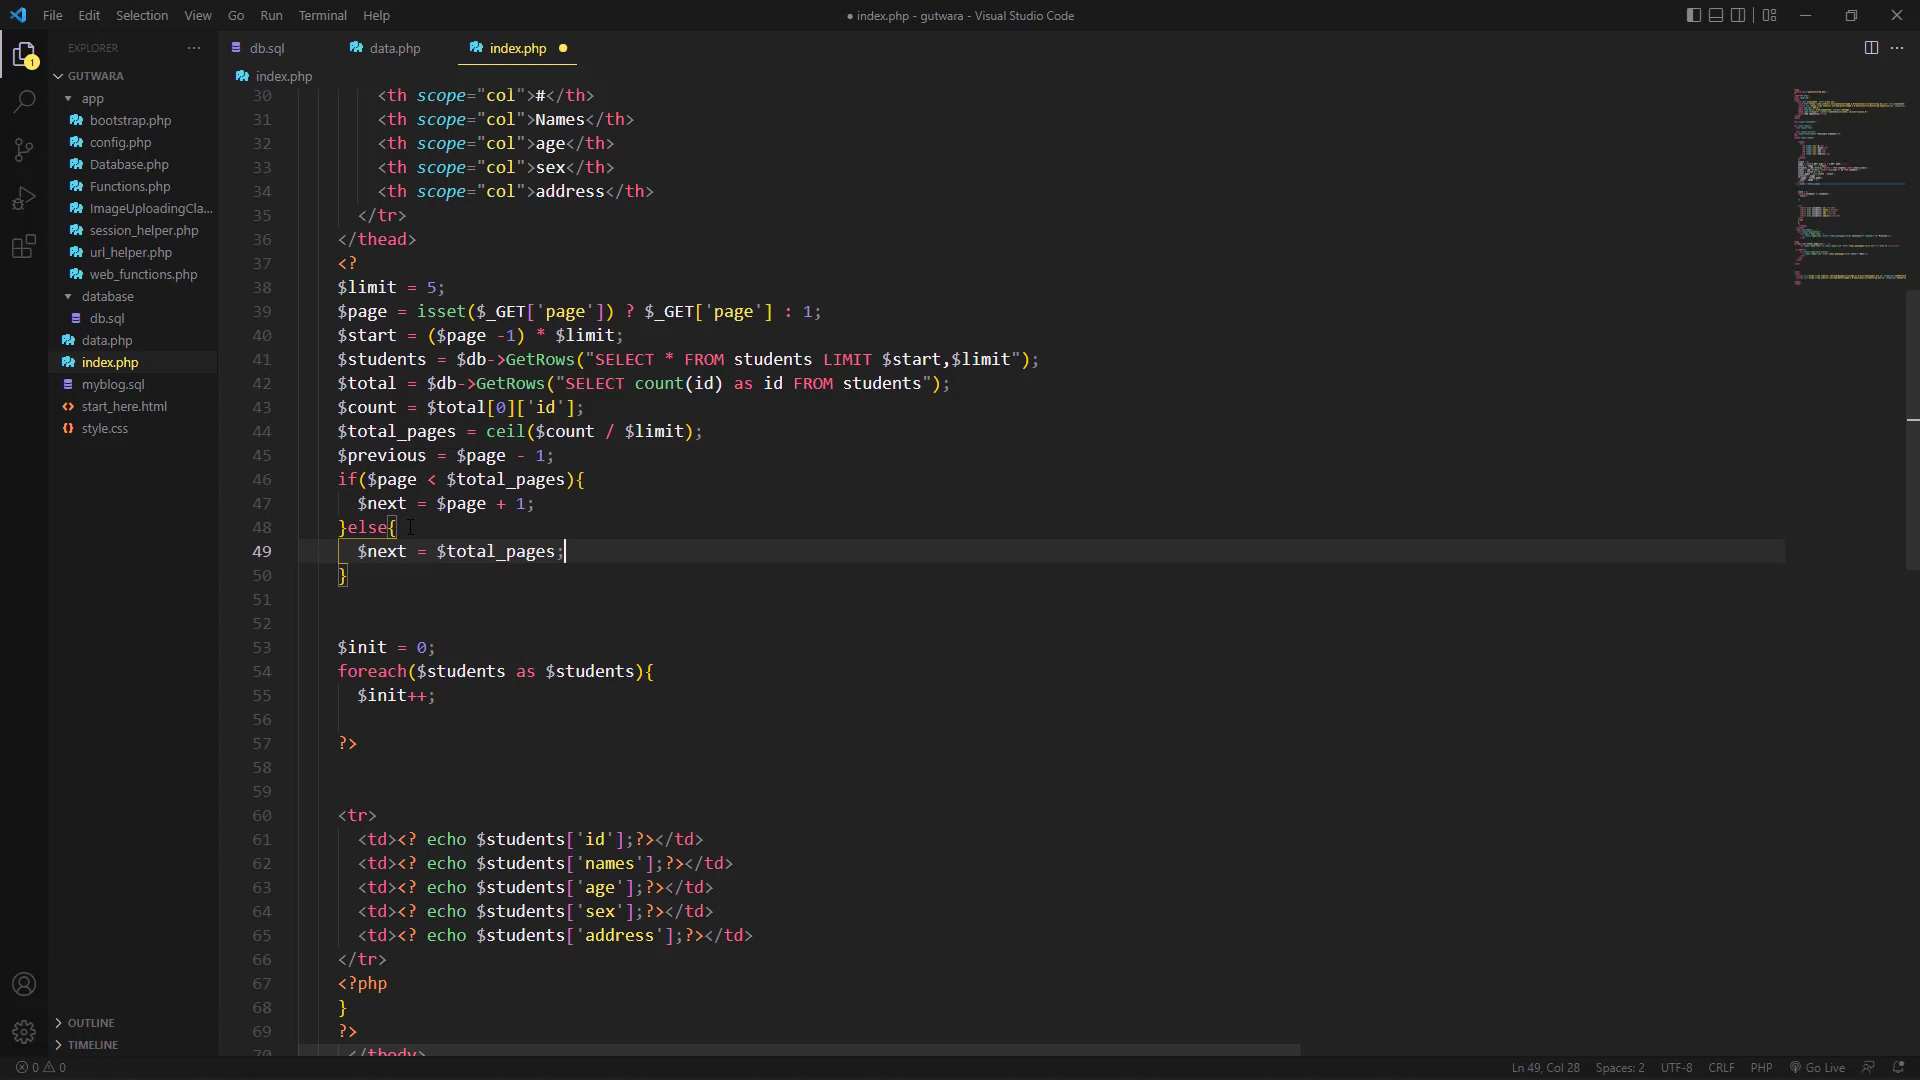 File Edit Selection View Go Run Terminal Help
● index.php - gutwara - Visual Studio Code
EXPLORER ···
1
GUTWARA
app
bootstrap.php
config.php
Database.php
Functions.php
ImageUploadingCla...
session_helper.php
url_helper.php
web_functions.php
database
db.sql
data.php
index.php
myblog.sql
start_here.html
style.css
OUTLINE
TIMELINE
db.sql data.php index.php
index.php
30 <th scope="col">#</th>
31 <th scope="col">Names</th>
32 <th scope="col">age</th>
33 <th scope="col">sex</th>
34 <th scope="col">address</th>
35 </tr>
36 </thead>
37 <?
38 $limit = 5;
39 $page = isset($_GET['page']) ? $_GET['page'] : 1;
40 $start = ($page -1) * $limit;
41 $students = $db->GetRows("SELECT * FROM students LIMIT $start,$limit");
42 $total = $db->GetRows("SELECT count(id) as id FROM students");
43 $count = $total[0]['id'];
44 $total_pages = ceil($count / $limit);
45 $previous = $page - 1;
46 if($page < $total_pages){
47 $next = $page + 1;
48 }else{
49 $next = $total_pages;
50 }
51
52
53 $init = 0;
54 foreach($students as $students){
55 $init++;
56
57 ?>
58
59
60 <tr>
61 <td><? echo $students['id'];?></td>
62 <td><? echo $students['names'];?></td>
63 <td><? echo $students['age'];?></td>
64 <td><? echo $students['sex'];?></td>
65 <td><? echo $students['address'];?></td>
66 </tr>
67 <?php
68 }
69 ?>
70 </tbody>
0 0
Ln 49, Col 28 Spaces: 2 UTF-8 CRLF PHP Go Live